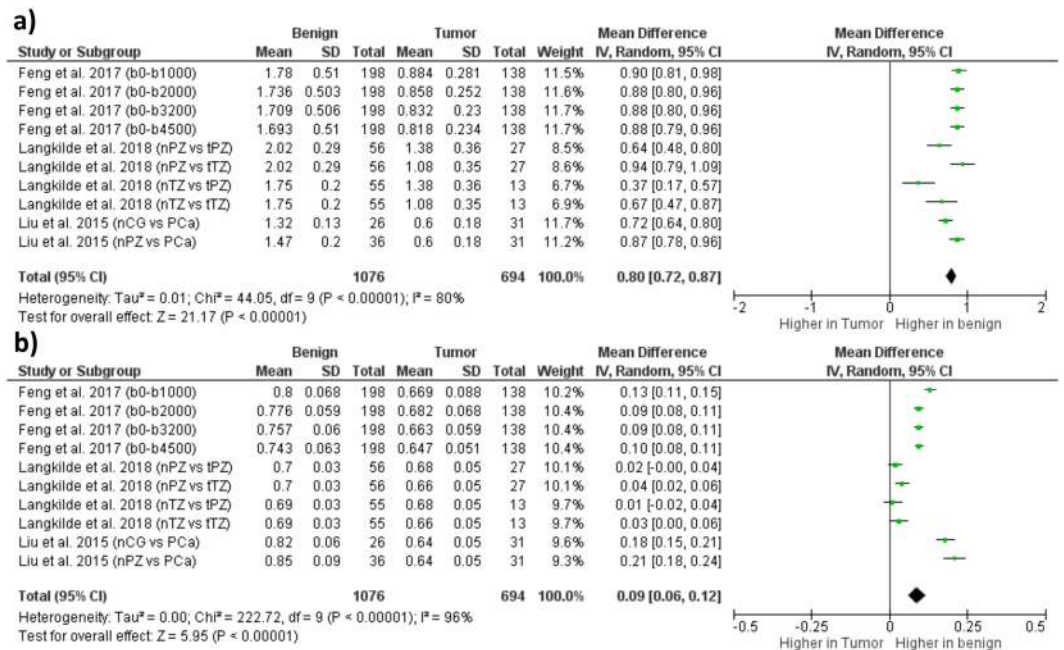 a)
Benign Tumor Mean Difference Mean Difference
Study or Subgroup Mean SD Total Mean SD Total Weight IV, Random, 95% CI IV, Random, 95% CI
Feng et al. 2017 (b0-b1000) 1.78 0.51 198 0.884 0.281 138 11.5% 0.90 [0.81, 0.98]
Feng et al. 2017 (b0-b2000) 1.736 0.503 198 0.858 0.252 138 11.6% 0.88 [0.80, 0.96]
Feng et al. 2017 (b0-b3200) 1.709 0.506 198 0.832 0.23 138 11.6% 0.88 [0.80, 0.96]
Feng et al. 2017 (b0-b4500) 1.693 0.51 198 0.818 0.234 138 11.7% 0.88 [0.79, 0.96]
Langkilde et al. 2018 (nPZ vs tPZ) 2.02 0.29 56 1.38 0.36 27 8.5% 0.64 [0.48, 0.80]
Langkilde et al. 2018 (nPZ vs tTZ) 2.02 0.29 56 1.08 0.35 27 8.6% 0.94 [0.79, 1.09]
Langkilde et al. 2018 (nTZ vs tPZ) 1.75 0.2 55 1.38 0.36 13 6.7% 0.37 [0.17, 0.57]
Langkilde et al. 2018 (nTZ vs tTZ) 1.75 0.2 55 1.08 0.35 13 6.9% 0.67 [0.47, 0.87]
Liu et al. 2015 (nCG vs PCa) 1.32 0.13 26 0.6 0.18 31 11.7% 0.72 [0.64, 0.80]
Liu et al. 2015 (nPZ vs PCa) 1.47 0.2 36 0.6 0.18 31 11.2% 0.87 [0.78, 0.96]
Total (95% CI) 1076 694 100.0% 0.80 [0.72, 0.87]
Heterogeneity: Tau² = 0.01; Chi² = 44.05, df = 9 (P < 0.00001); I² = 80%
Test for overall effect: Z = 21.17 (P < 0.00001)
-2 -1 0 1 2
Higher in Tumor Higher in benign
b)
Benign Tumor Mean Difference Mean Difference
Study or Subgroup Mean SD Total Mean SD Total Weight IV, Random, 95% CI IV, Random, 95% CI
Feng et al. 2017 (b0-b1000) 0.8 0.068 198 0.669 0.088 138 10.2% 0.13 [0.11, 0.15]
Feng et al. 2017 (b0-b2000) 0.776 0.059 198 0.682 0.068 138 10.4% 0.09 [0.08, 0.11]
Feng et al. 2017 (b0-b3200) 0.757 0.06 198 0.663 0.059 138 10.4% 0.09 [0.08, 0.11]
Feng et al. 2017 (b0-b4500) 0.743 0.063 198 0.647 0.051 138 10.4% 0.10 [0.08, 0.11]
Langkilde et al. 2018 (nPZ vs tPZ) 0.7 0.03 56 0.68 0.05 27 10.1% 0.02 [-0.00, 0.04]
Langkilde et al. 2018 (nPZ vs tTZ) 0.7 0.03 56 0.66 0.05 27 10.1% 0.04 [0.02, 0.06]
Langkilde et al. 2018 (nTZ vs tPZ) 0.69 0.03 55 0.68 0.05 13 9.7% 0.01 [-0.02, 0.04]
Langkilde et al. 2018 (nTZ vs tTZ) 0.69 0.03 55 0.66 0.05 13 9.7% 0.03 [0.00, 0.06]
Liu et al. 2015 (nCG vs PCa) 0.82 0.06 26 0.64 0.05 31 9.6% 0.18 [0.15, 0.21]
Liu et al. 2015 (nPZ vs PCa) 0.85 0.09 36 0.64 0.05 31 9.3% 0.21 [0.18, 0.24]
Total (95% CI) 1076 694 100.0% 0.09 [0.06, 0.12]
Heterogeneity: Tau² = 0.00; Chi² = 222.72, df = 9 (P < 0.00001); I² = 96%
Test for overall effect: Z = 5.95 (P < 0.00001)
-0.5 -0.25 0 0.25 0.5
Higher in Tumor Higher in benign